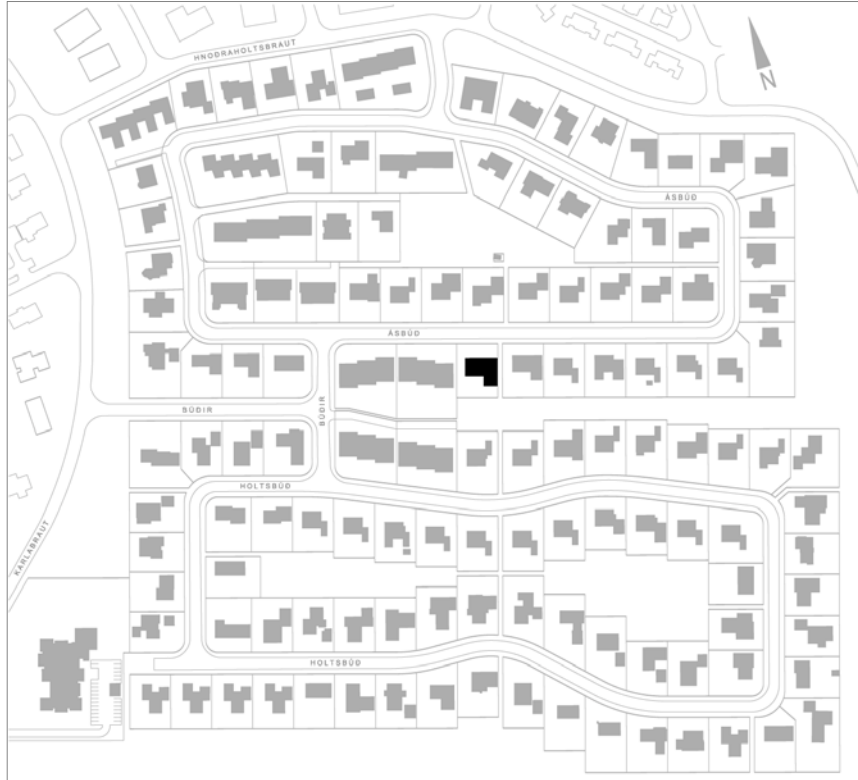 HNOÐRAHOLTSBRAUT
N
ÁSBÚÐ
ÁSBÚÐ
BÚÐIR
BÚÐIR
HOLTSBÚÐ
KARLABRAUT
HOLTSBÚÐ